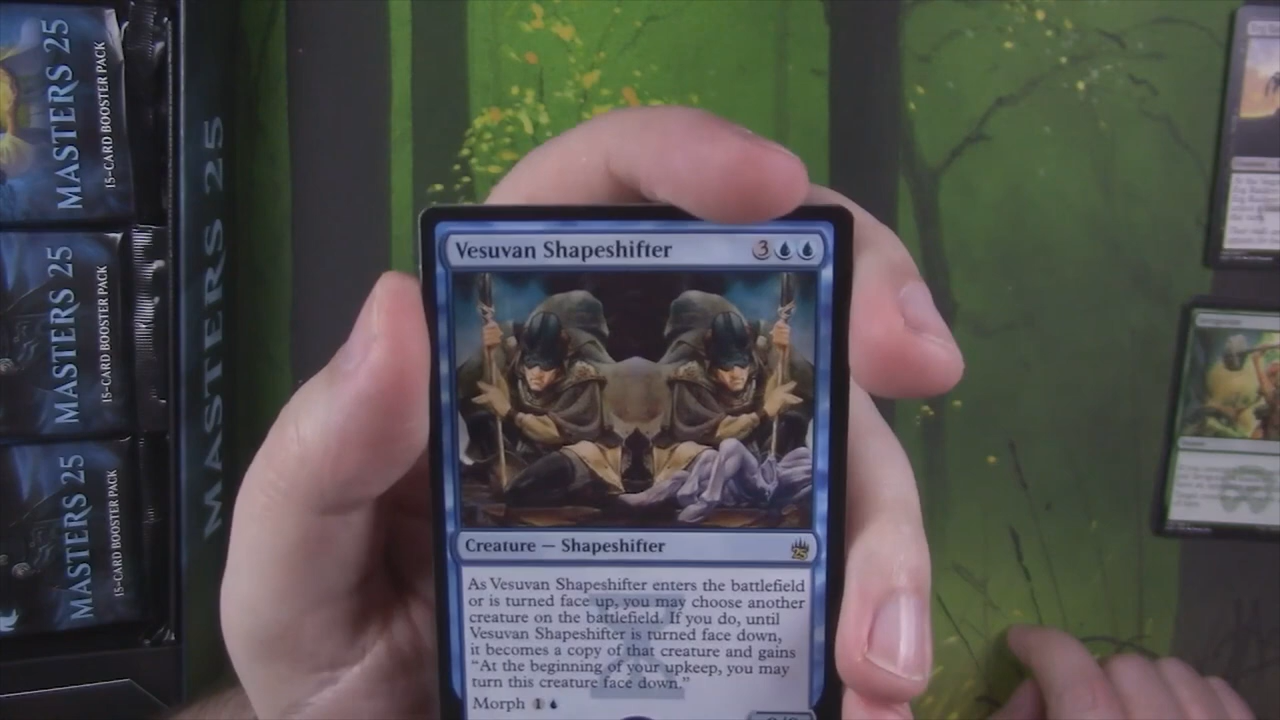 MASTERS 25
15-CARD BOOSTER PACK
MASTERS 25
15-CARD BOOSTER PACK
MASTERS 25
15-CARD BOOSTER PACK
MASTERS 25
Vesuvan Shapeshifter 3
Creature — Shapeshifter
25
As Vesuvan Shapeshifter enters the battlefield
or is turned face up, you may choose another
creature on the battlefield. If you do, until
Vesuvan Shapeshifter is turned face down,
it becomes a copy of that creature and gains
“At the beginning of your upkeep, you may
turn this creature face down.”
Morph 1